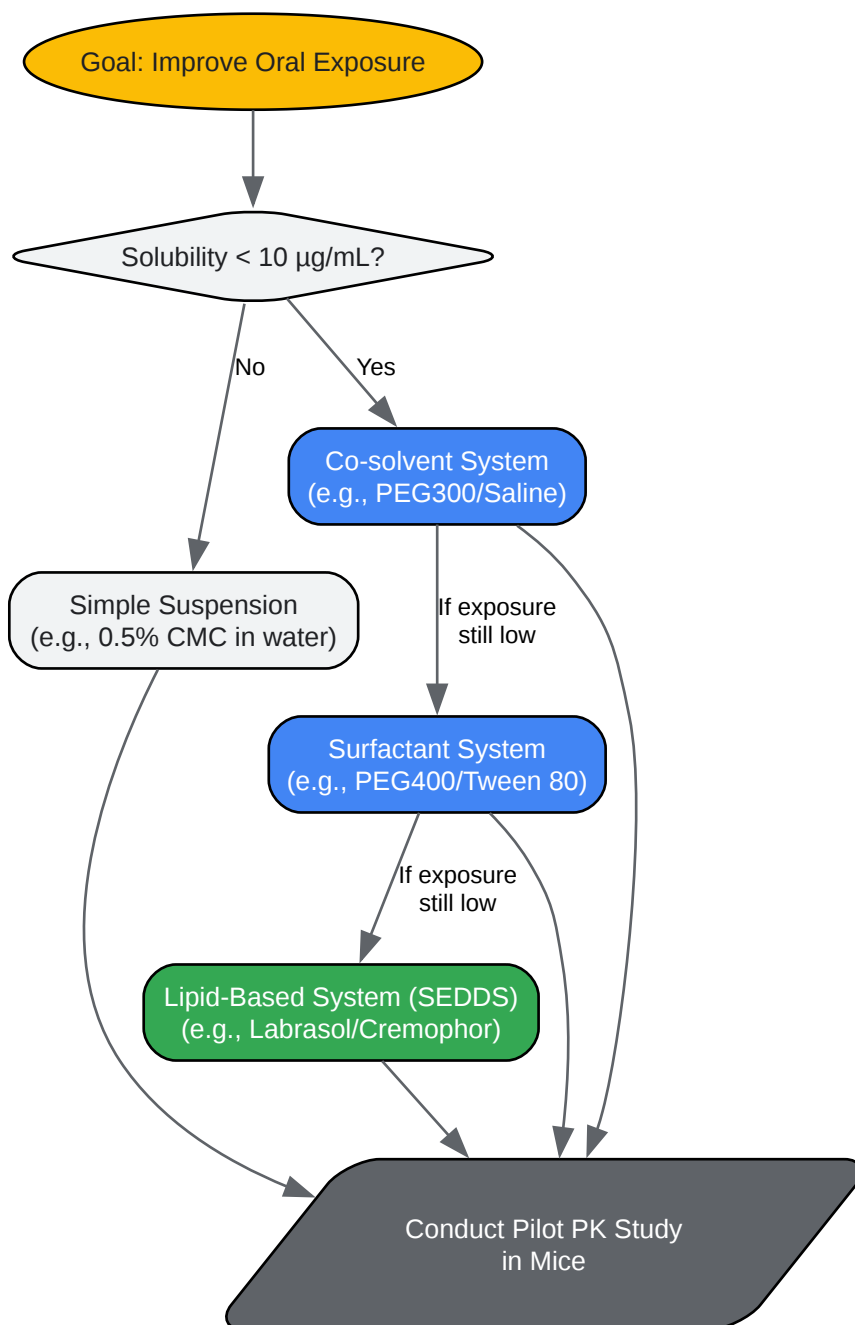 Goal: Improve Oral Exposure
Solubility < 10 µg/mL?
No
Yes
Co-solvent System
(e.g., PEG300/Saline)
Simple Suspension
(e.g., 0.5% CMC in water)
If exposure
still low
Surfactant System
(e.g., PEG400/Tween 80)
If exposure
still low
Lipid-Based System (SEDDS)
(e.g., Labrasol/Cremophor)
Conduct Pilot PK Study
in Mice